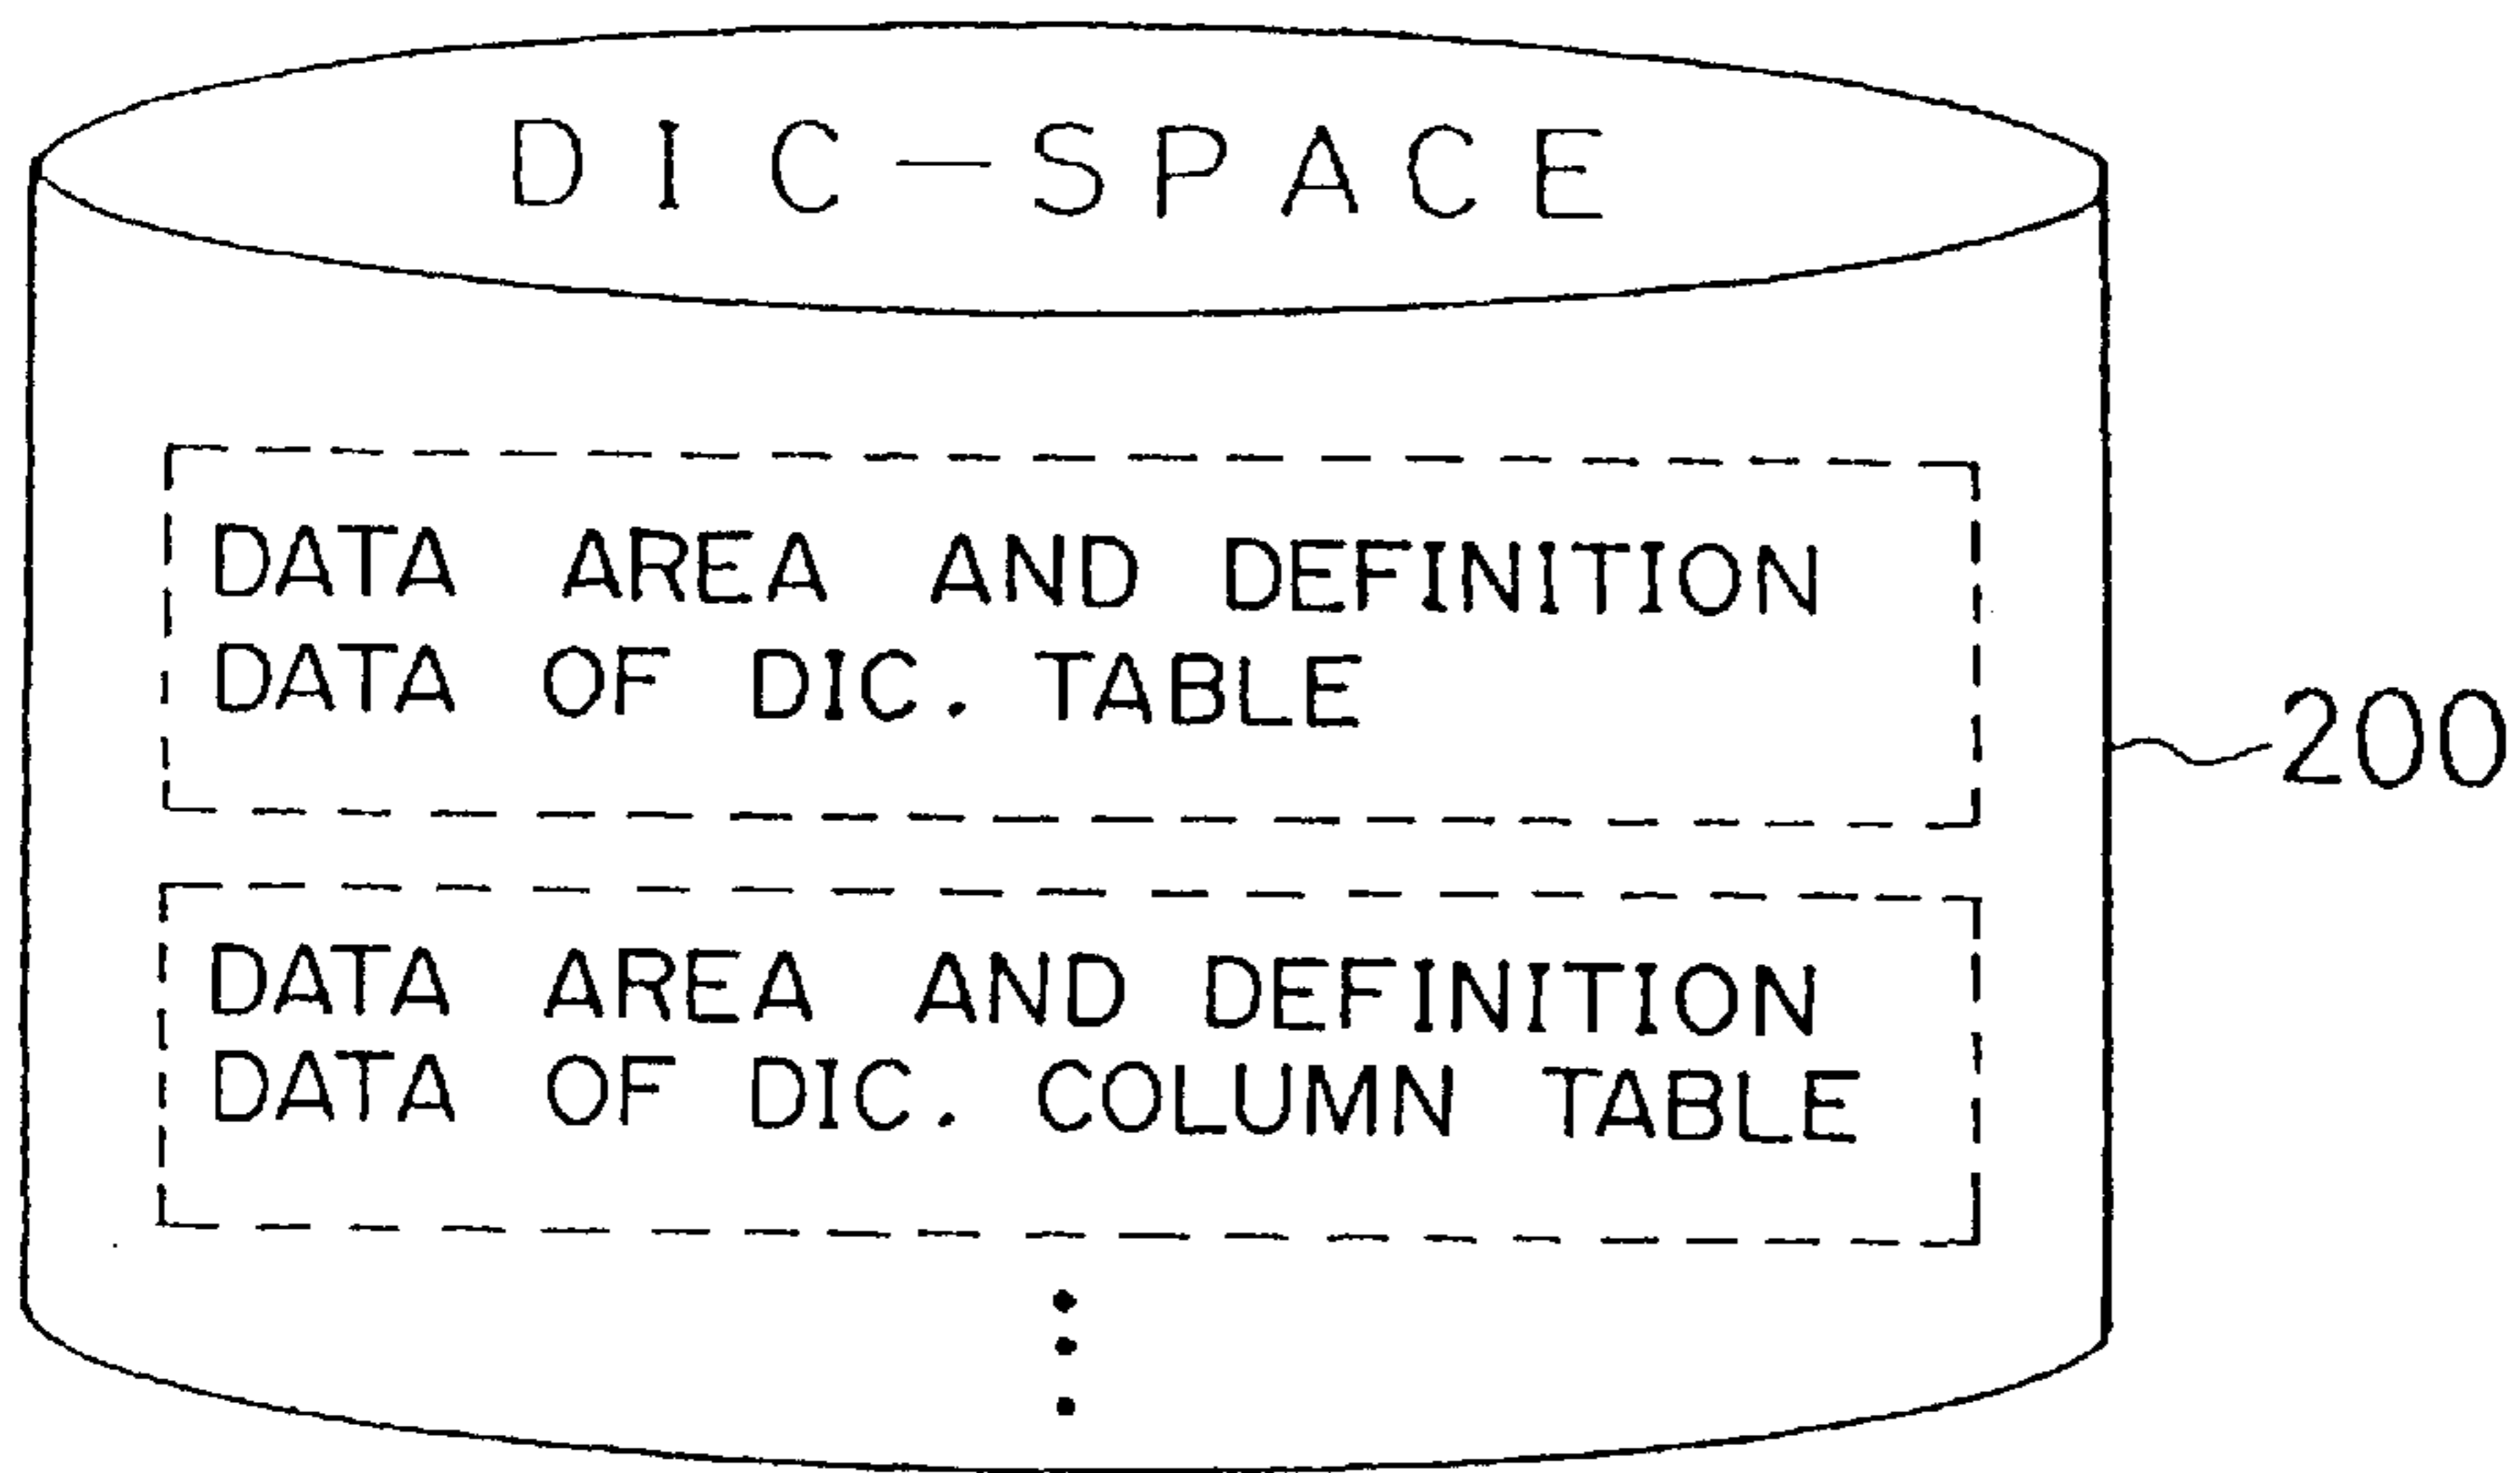 DIC-SPACE
DATA AREA AND DEFINITION
DATA OF DIC. TABLE
200
DATA AREA AND DEFINITION
DATA OF DIC. COLUMN TABLE